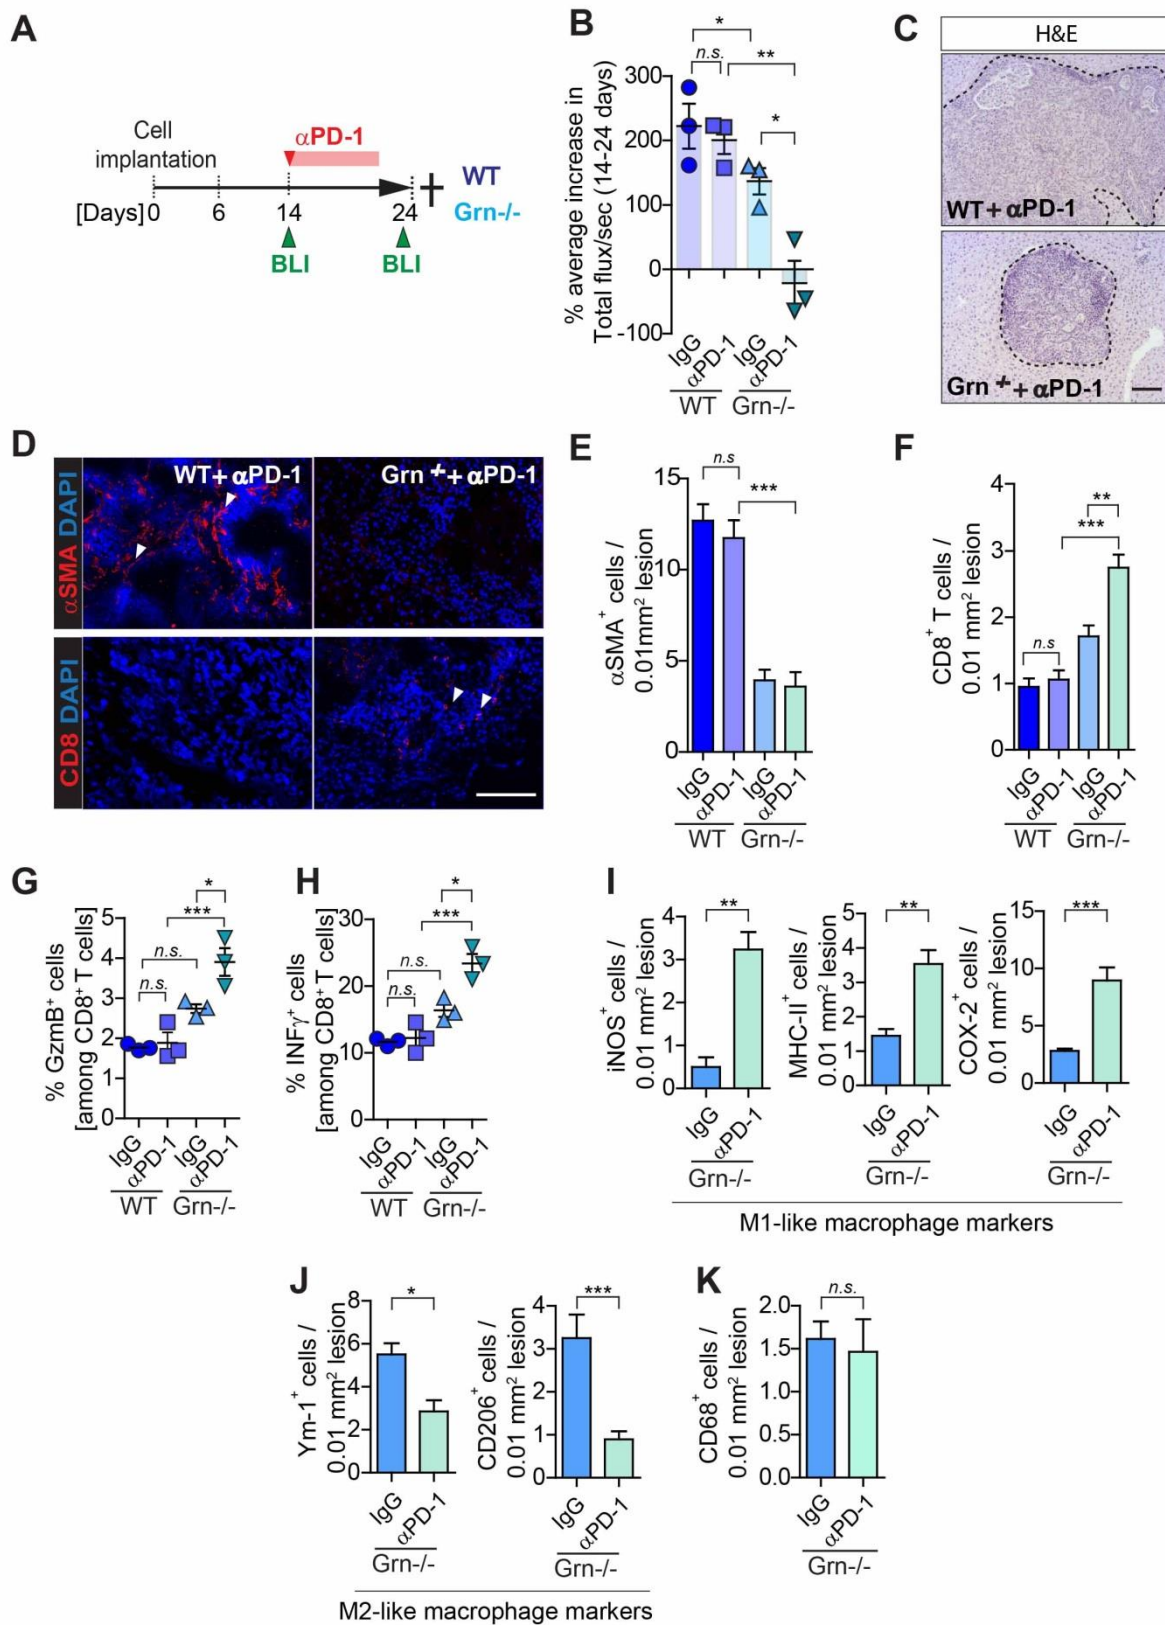 A
Cell
implantation
αPD-1
[Days] 0 6 14 24
BLI BLI
WT
Grn-/-
B
% average increase in
Total flux/sec (14-24 days)
300
200
100
0
-100
*
n.s. **
*
IgG αPD-1 IgG αPD-1
WT Grn-/-
C
H&E
WT+ αPD-1
Grn -/- + αPD-1
D
αSMA DAPI
WT+ αPD-1
Grn -/- + αPD-1
CD8 DAPI
E
αSMA⁺ cells /
0.01mm² lesion
15
10
5
0
n.s
***
IgG αPD-1 IgG αPD-1
WT Grn-/-
F
CD8⁺ T cells /
0.01 mm² lesion
4
3
2
1
0
**
***
n.s
IgG αPD-1 IgG αPD-1
WT Grn-/-
G
% GzmB⁺ cells
[among CD8⁺ T cells]
5
4
3
2
1
0
*
***
n.s.
n.s.
IgG αPD-1 IgG αPD-1
WT Grn-/-
H
% INFγ⁺ cells
[among CD8⁺ T cells]
30
20
10
0
*
***
n.s.
n.s.
IgG αPD-1 IgG αPD-1
WT Grn-/-
I
iNOS⁺ cells /
0.01 mm² lesion
4
3
2
1
0
**
IgG αPD-1
Grn-/-
MHC-II⁺ cells /
0.01 mm² lesion
5
4
3
2
1
0
**
IgG αPD-1
Grn-/-
COX-2⁺ cells /
0.01 mm² lesion
15
10
5
0
***
IgG αPD-1
Grn-/-
M1-like macrophage markers
J
Ym-1⁺ cells /
0.01 mm² lesion
8
6
4
2
0
*
IgG αPD-1
Grn-/-
CD206⁺ cells /
0.01 mm² lesion
4
3
2
1
0
***
IgG αPD-1
Grn-/-
M2-like macrophage markers
K
CD68⁺ cells /
0.01 mm² lesion
2.0
1.5
1.0
0.5
0.0
n.s.
IgG αPD-1
Grn-/-